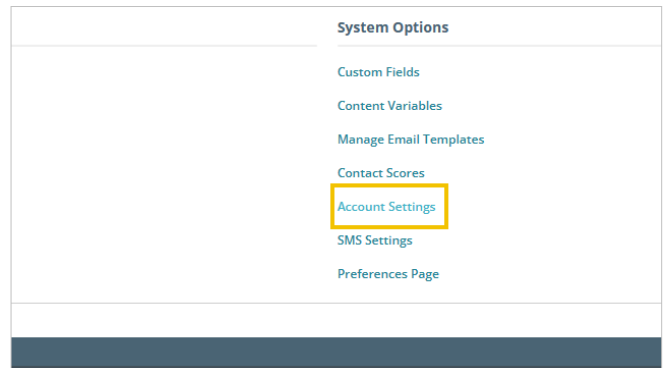 System Options
Custom Fields
Content Variables
Manage Email Templates
Contact Scores
Account Settings
SMS Settings
Preferences Page